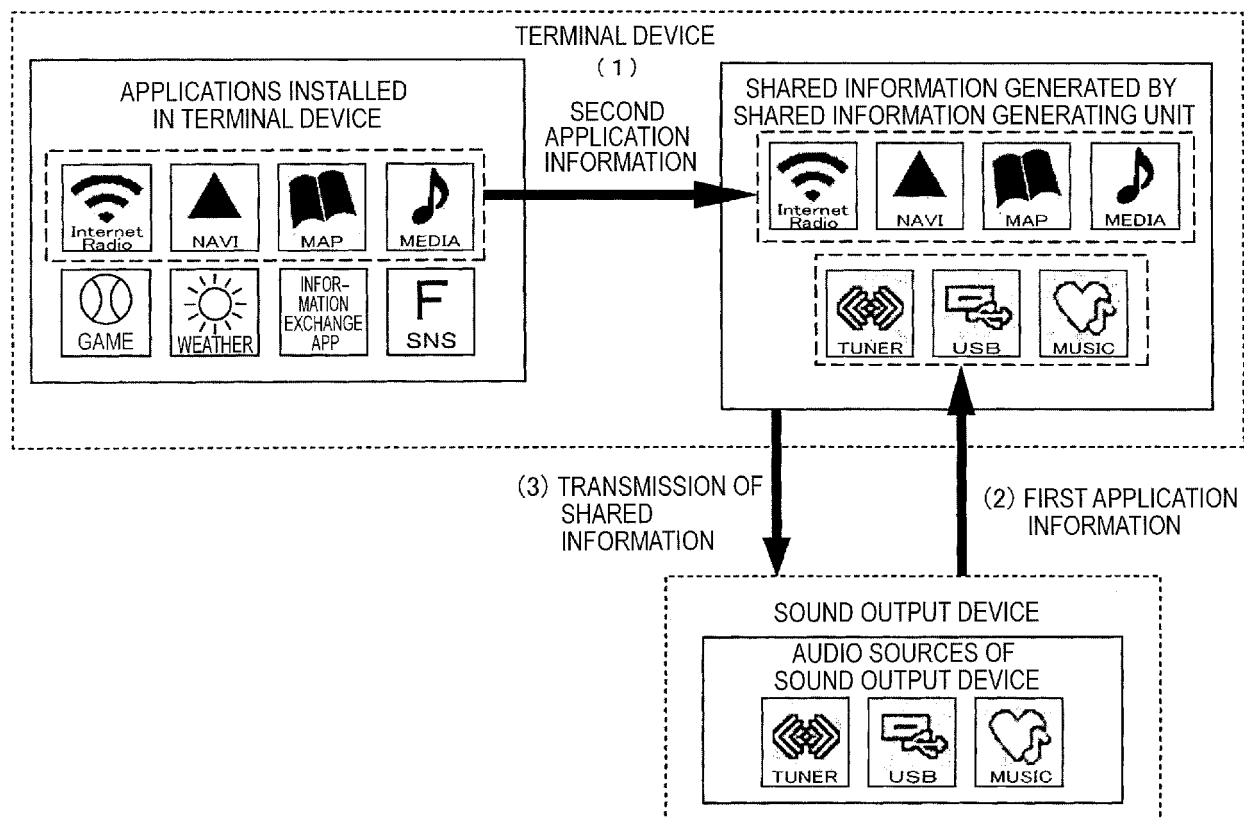 TERMINAL DEVICE
APPLICATIONS INSTALLED
IN TERMINAL DEVICE
Internet
Radio
NAVI
MAP
MEDIA
GAME
WEATHER
INFOR-
MATION
EXCHANGE
APP
F
SNS
(1)
SECOND
APPLICATION
INFORMATION
SHARED INFORMATION GENERATED BY
SHARED INFORMATION GENERATING UNIT
Internet
Radio
NAVI
MAP
MEDIA
TUNER
USB
MUSIC
(3) TRANSMISSION OF
SHARED
INFORMATION
(2) FIRST APPLICATION
INFORMATION
SOUND OUTPUT DEVICE
AUDIO SOURCES OF
SOUND OUTPUT DEVICE
TUNER
USB
MUSIC